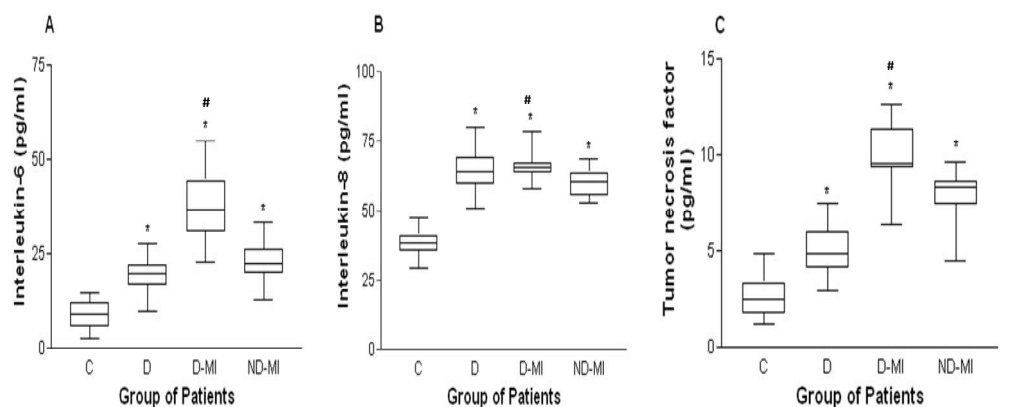 A
Interleukin-6 (pg/ml)
75
50
25
0
#
*
*
*
C D D-MI ND-MI
Group of Patients
B
Interleukin-8 (pg/ml)
100
75
50
25
0
#
*
*
*
C D D-MI ND-MI
Group of Patients
C
Tumor necrosis factor
(pg/ml)
15
10
5
0
#
*
*
*
C D D-MI ND-MI
Group of Patients